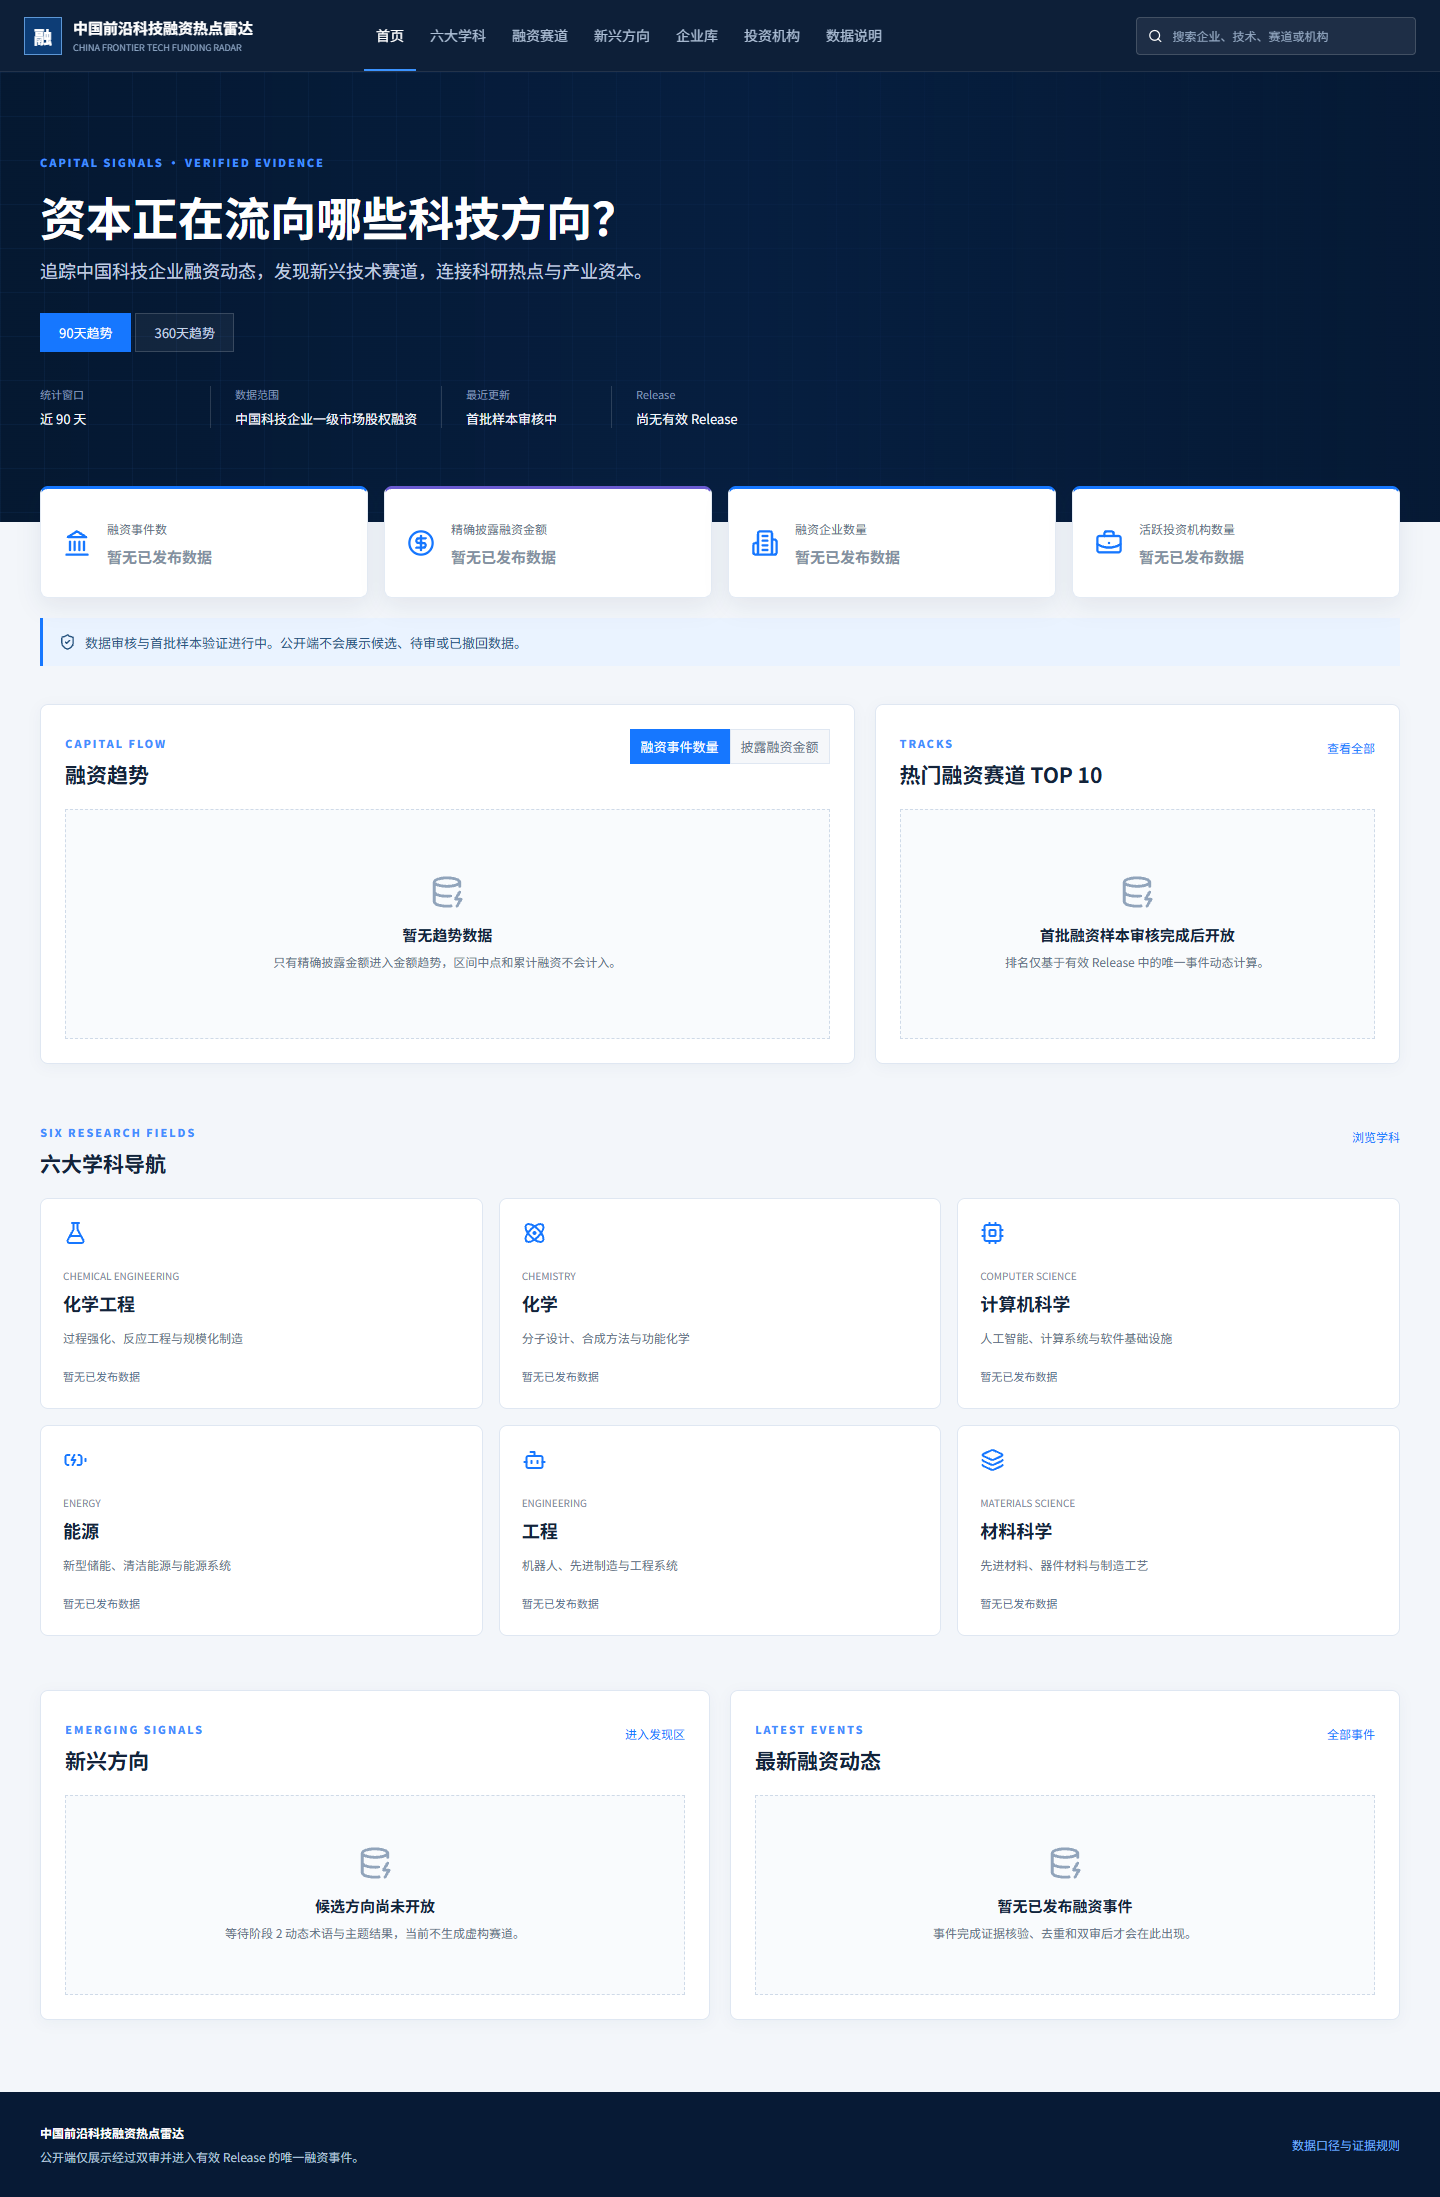 融
中国前沿科技融资热点雷达
CHINA FRONTIER TECH FUNDING RADAR
首页
六大学科
融资赛道
新兴方向
企业库
投资机构
数据说明
搜索企业、技术、赛道或机构
CAPITAL SIGNALS • VERIFIED EVIDENCE
资本正在流向哪些科技方向？
追踪中国科技企业融资动态，发现新兴技术赛道，连接科研热点与产业资本。
90天趋势
360天趋势
统计窗口
近 90 天
数据范围
中国科技企业一级市场股权融资
最近更新
首批样本审核中
Release
尚无有效 Release
融资事件数
暂无已发布数据
精确披露融资金额
暂无已发布数据
融资企业数量
暂无已发布数据
活跃投资机构数量
暂无已发布数据
数据审核与首批样本验证进行中。公开端不会展示候选、待审或已撤回数据。
CAPITAL FLOW
融资趋势
融资事件数量
披露融资金额
暂无趋势数据
只有精确披露金额进入金额趋势，区间中点和累计融资不会计入。
TRACKS
热门融资赛道 TOP 10
查看全部
首批融资样本审核完成后开放
排名仅基于有效 Release 中的唯一事件动态计算。
SIX RESEARCH FIELDS
六大学科导航
浏览学科
CHEMICAL ENGINEERING
化学工程
过程强化、反应工程与规模化制造
暂无已发布数据
CHEMISTRY
化学
分子设计、合成方法与功能化学
暂无已发布数据
COMPUTER SCIENCE
计算机科学
人工智能、计算系统与软件基础设施
暂无已发布数据
ENERGY
能源
新型储能、清洁能源与能源系统
暂无已发布数据
ENGINEERING
工程
机器人、先进制造与工程系统
暂无已发布数据
MATERIALS SCIENCE
材料科学
先进材料、器件材料与制造工艺
暂无已发布数据
EMERGING SIGNALS
新兴方向
进入发现区
候选方向尚未开放
等待阶段 2 动态术语与主题结果，当前不生成虚构赛道。
LATEST EVENTS
最新融资动态
全部事件
暂无已发布融资事件
事件完成证据核验、去重和双审后才会在此出现。
中国前沿科技融资热点雷达
公开端仅展示经过双审并进入有效 Release 的唯一融资事件。
数据口径与证据规则